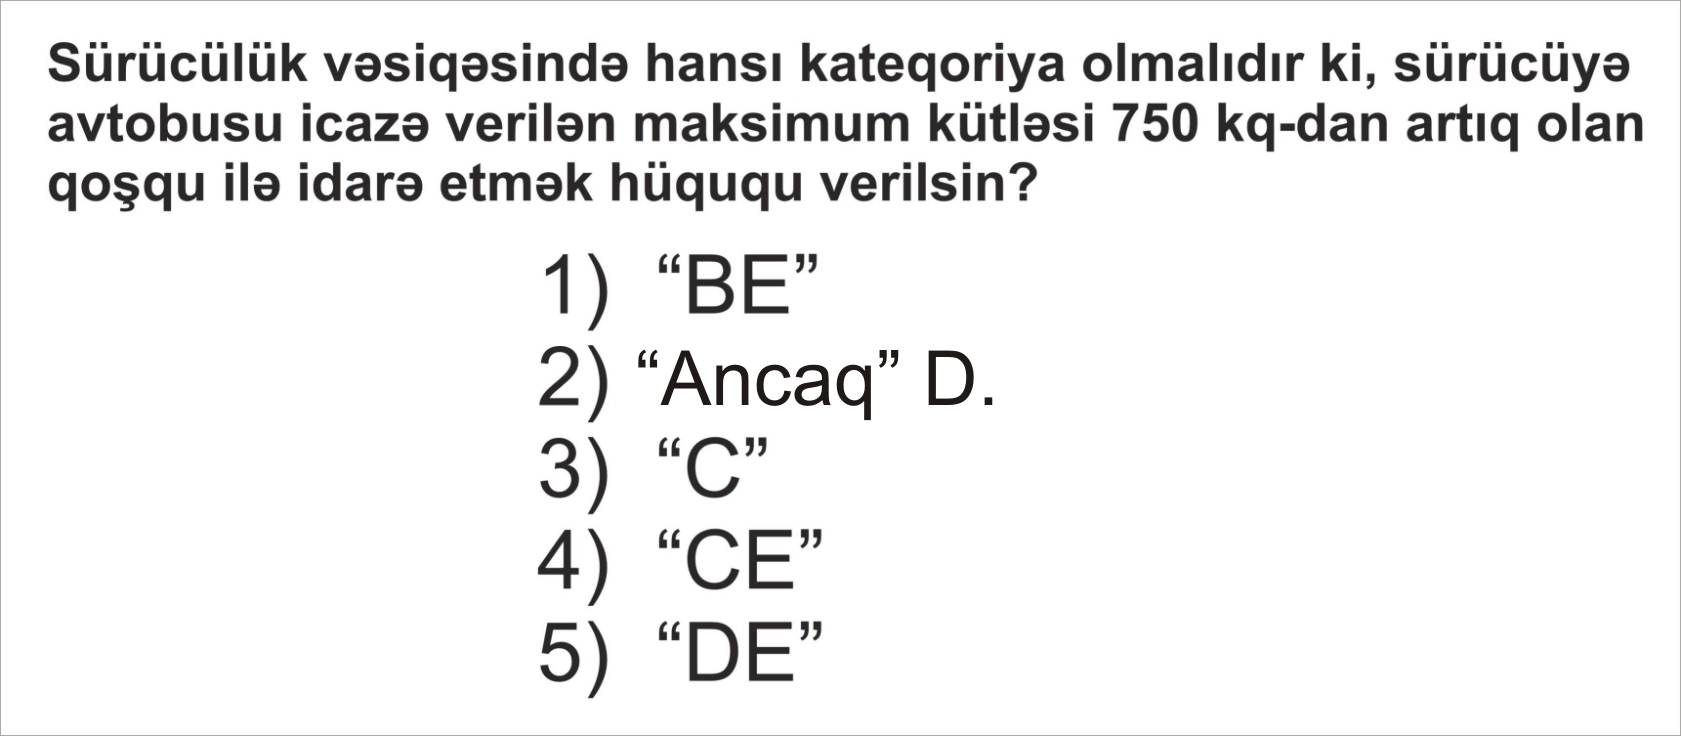 Sürücülük vəsiqəsində hansı kateqoriya olmalıdır ki, sürücüyə
avtobusu icazə verilən maksimum kütləsi 750 kq-dan artıq olan
qoşqu ilə idarə etmək hüququ verilsin?
1) “BE”
2) “Ancaq” D.
3) “C”
4) “CE”
5) “DE”